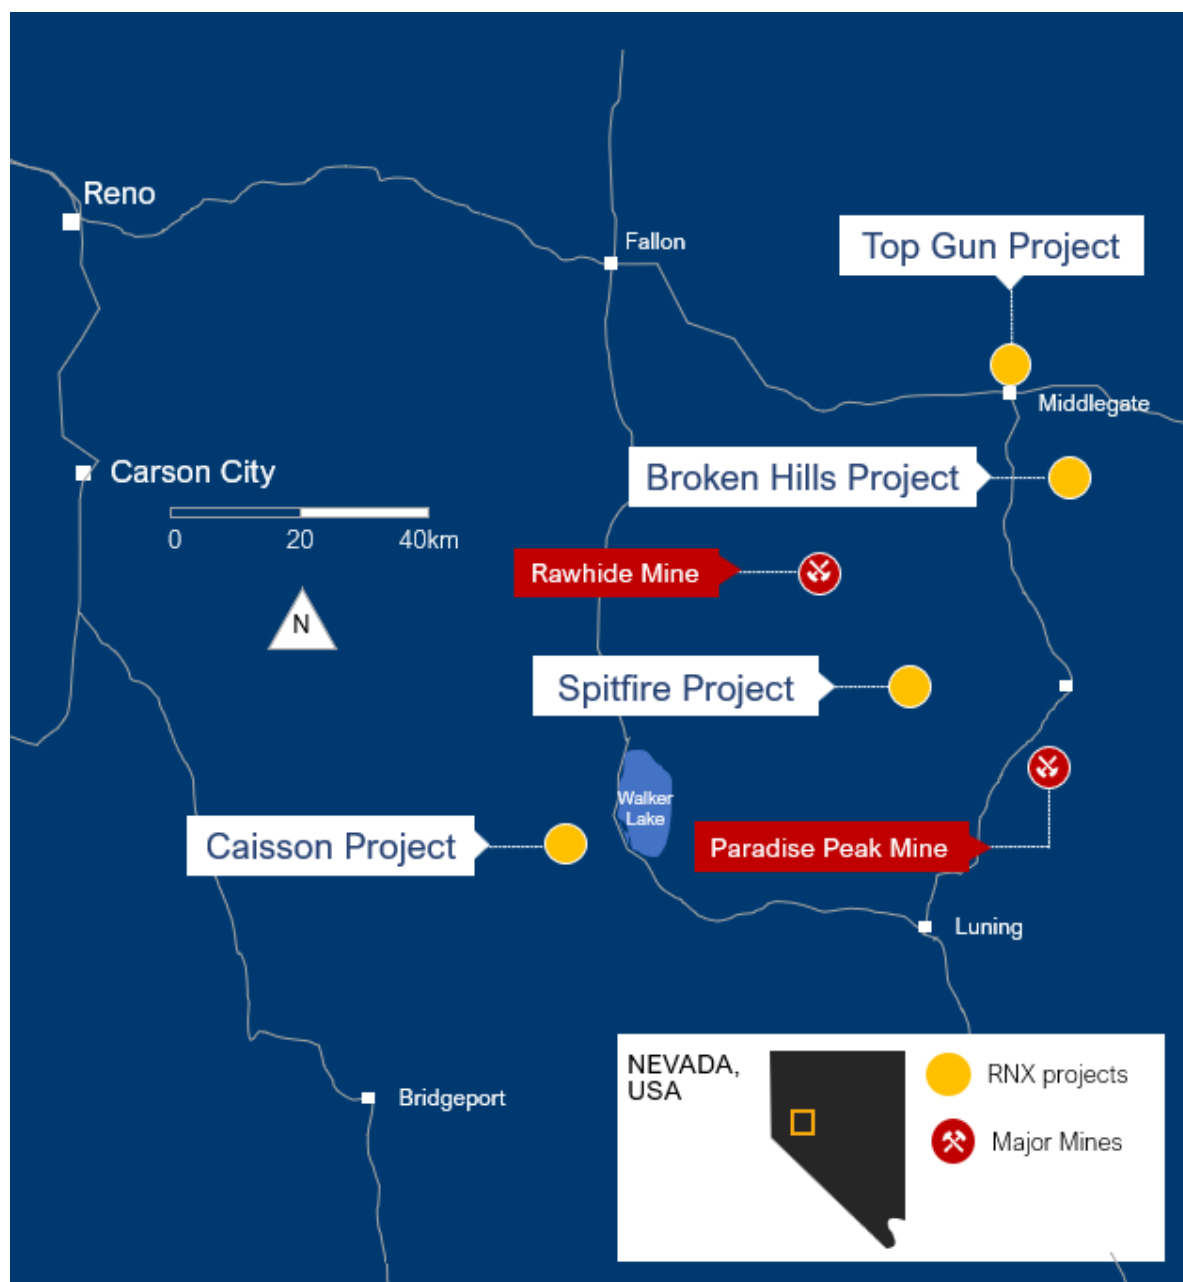 Reno
Fallon
Top Gun Project
Middlegate
Carson City
Broken Hills Project
0 20 40km
Rawhide Mine
N
Spitfire Project
Walker
Lake
Caisson Project
Paradise Peak Mine
Luning
NEVADA,
USA
RNX projects
Major Mines
Bridgeport